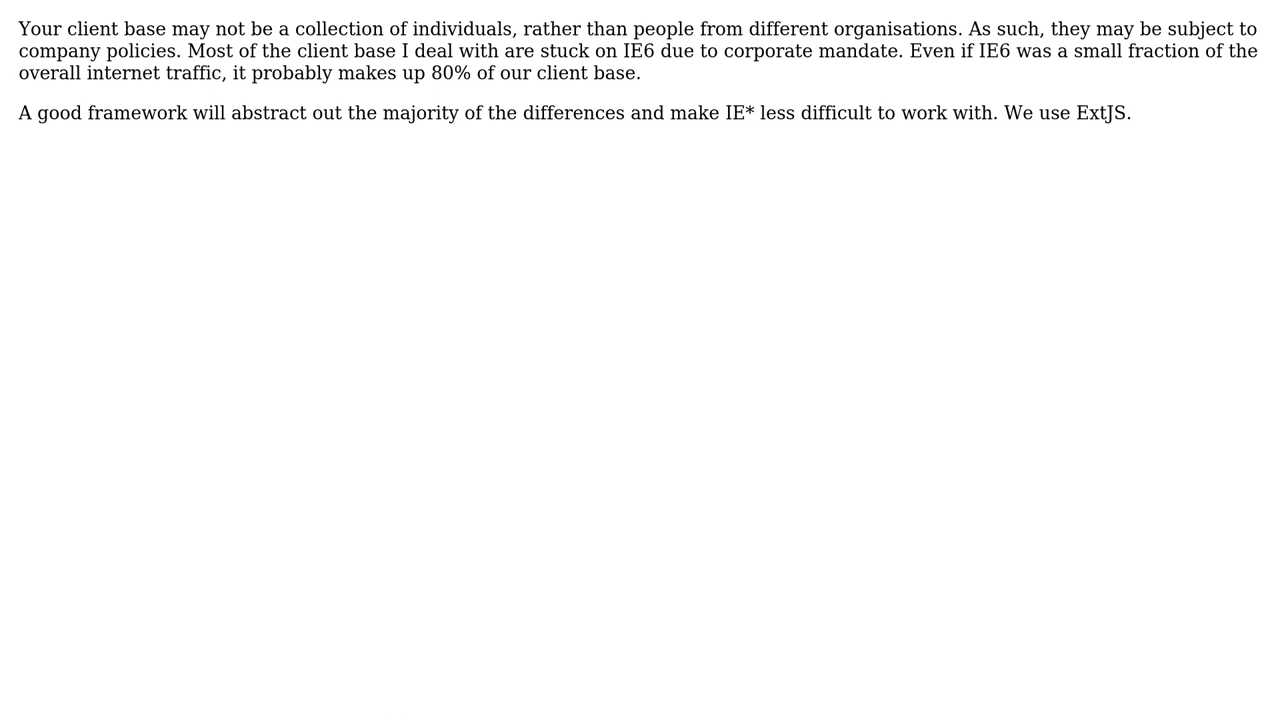 Your client base may not be a collection of individuals, rather than people from different organisations. As such, they may be subject to
company policies. Most of the client base I deal with are stuck on IE6 due to corporate mandate. Even if IE6 was a small fraction of the
overall internet traffic, it probably makes up 80% of our client base.
A good framework will abstract out the majority of the differences and make IE* less difficult to work with. We use ExtJS.